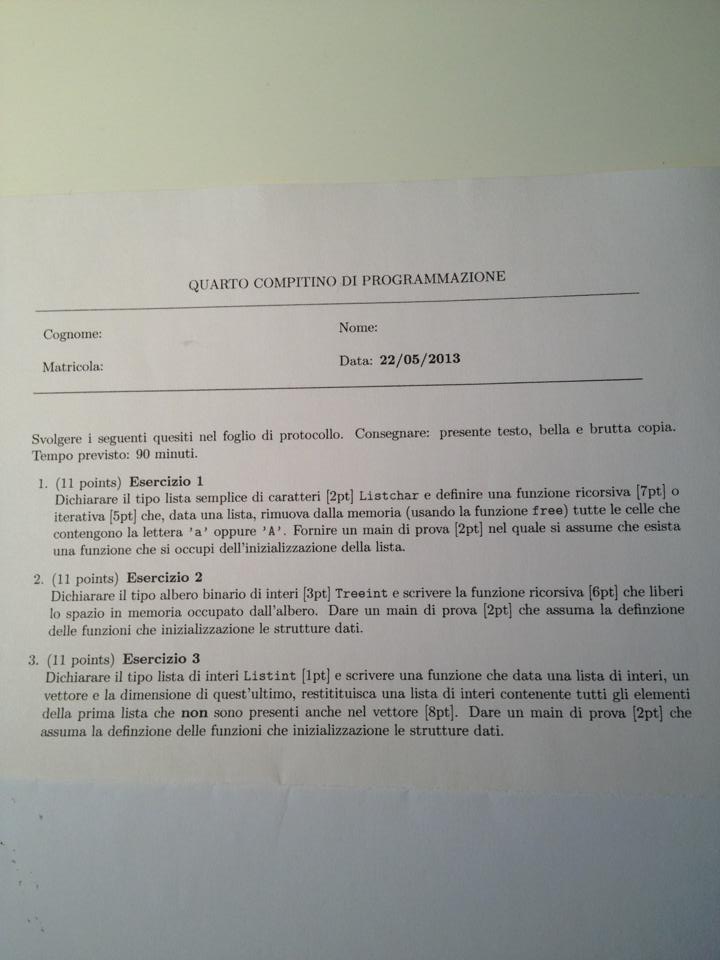 QUARTO COMPITINO DI PROGRAMMAZIONE
Cognome: Nome:
Matricola: Data: 22/05/2013
Svolgere i seguenti quesiti nel foglio di protocollo. Consegnare: presente testo, bella e brutta copia.
Tempo previsto: 90 minuti.
1. (11 points) Esercizio 1
Dichiarare il tipo lista semplice di caratteri [2pt] Listchar e definire una funzione ricorsiva [7pt] o
iterativa [5pt] che, data una lista, rimuova dalla memoria (usando la funzione free) tutte le celle che
contengono la lettera 'a' oppure 'A'. Fornire un main di prova [2pt] nel quale si assume che esista
una funzione che si occupi dell'inizializzazione della lista.
2. (11 points) Esercizio 2
Dichiarare il tipo albero binario di interi [3pt] Treeint e scrivere la funzione ricorsiva [6pt] che liberi
lo spazio in memoria occupato dall'albero. Dare un main di prova [2pt] che assuma la definzione
delle funzioni che inizializzazione le strutture dati.
3. (11 points) Esercizio 3
Dichiarare il tipo lista di interi Listint [1pt] e scrivere una funzione che data una lista di interi, un
vettore e la dimensione di quest'ultimo, restitituisca una lista di interi contenente tutti gli elementi
della prima lista che non sono presenti anche nel vettore [8pt]. Dare un main di prova [2pt] che
assuma la definzione delle funzioni che inizializzazione le strutture dati.